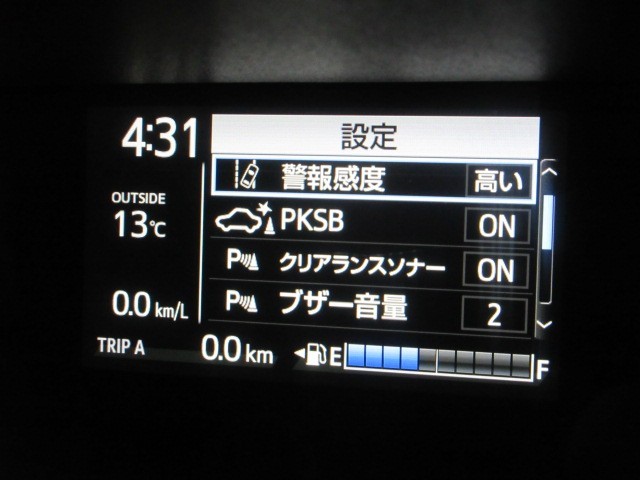 4:31
設定
警報感度 高い
OUTSIDE
13℃
PKSB ON
P クリアランスソナー ON
0.0 km/L
P ブザー音量 2
TRIP A 0.0 km
E F